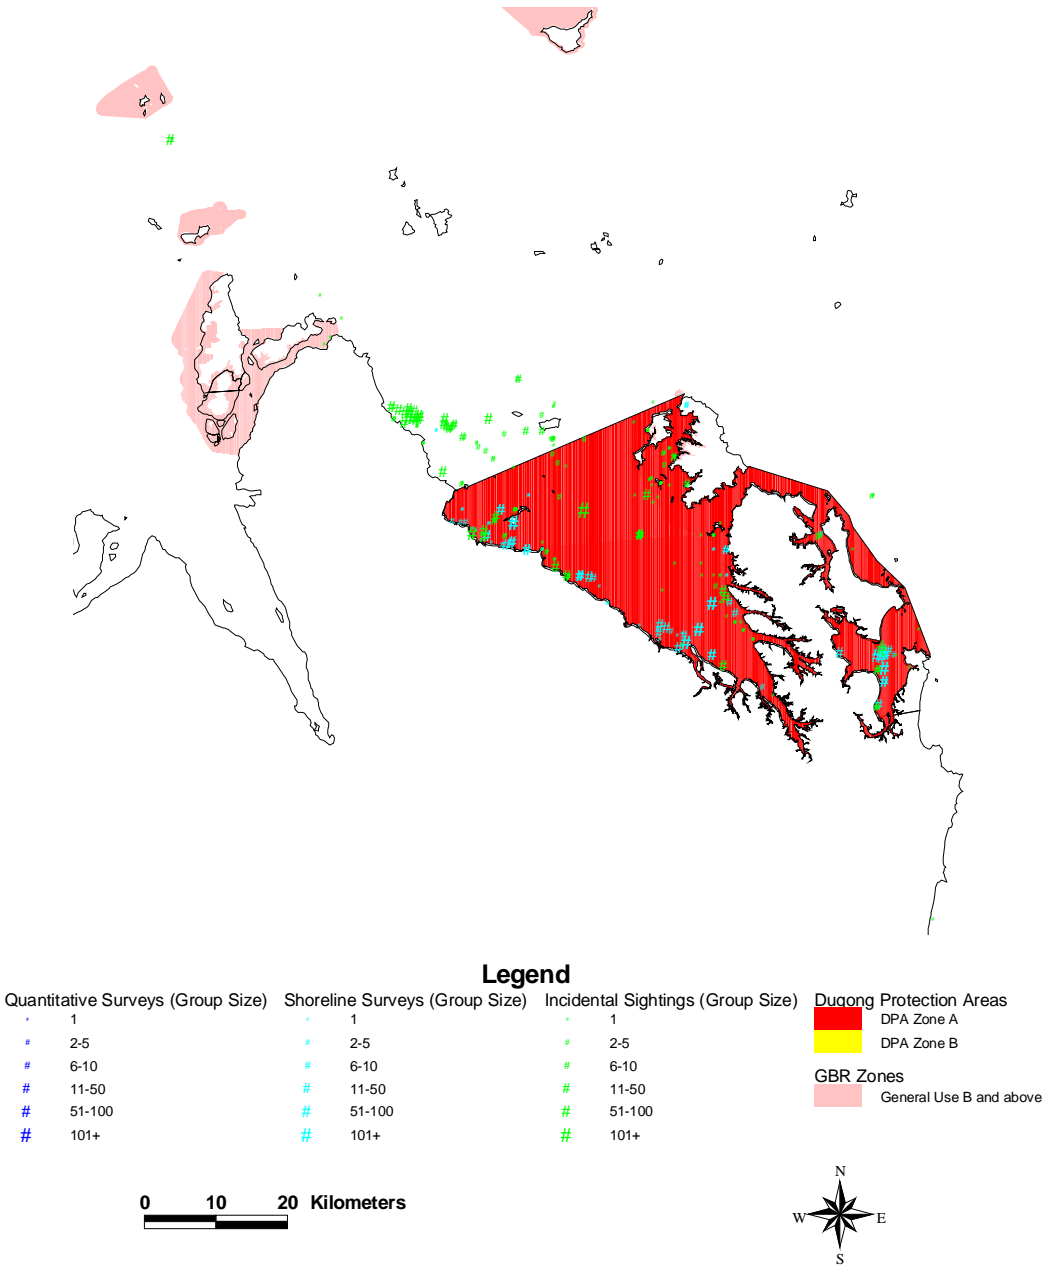 Legend
Quantitative Surveys (Group Size) Shoreline Surveys (Group Size) Incidental Sightings (Group Size) Dugong Protection Areas
# 1 # 1 # 1 DPA Zone A
# 2-5 # 2-5 # 2-5 DPA Zone B
# 6-10 # 6-10 # 6-10
GBR Zones
# 11-50 # 11-50 # 11-50 General Use B and above
# 51-100 # 51-100 # 51-100
# 101+ # 101+ # 101+
N
0 10 20 Kilometers
W E
S